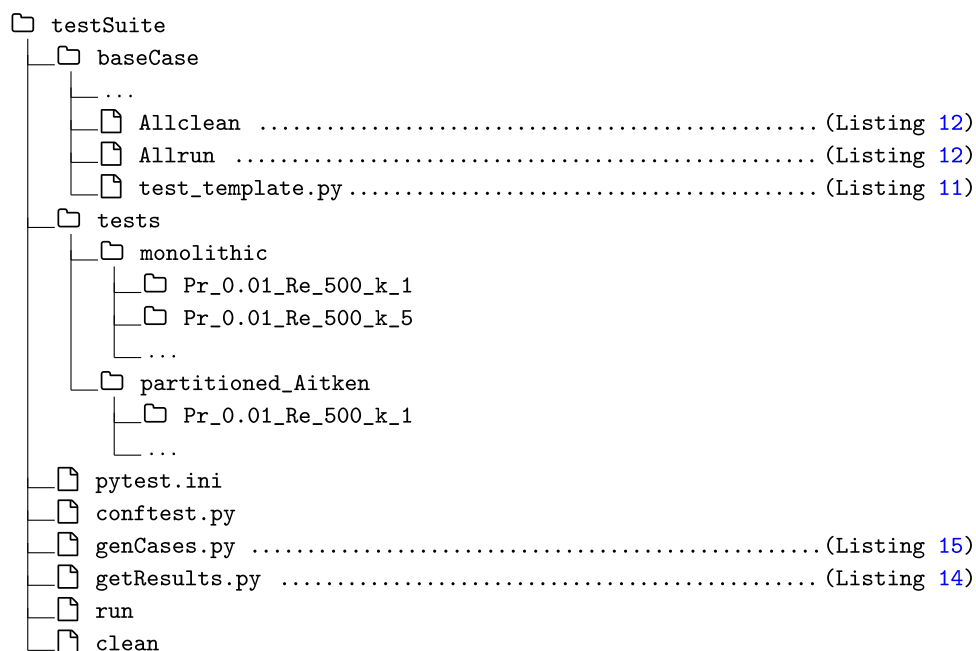 testSuite
baseCase
...
Allclean .................................................. (Listing 12)
Allrun .................................................... (Listing 12)
test_template.py .......................................... (Listing 11)
tests
monolithic
Pr_0.01_Re_500_k_1
Pr_0.01_Re_500_k_5
...
partitioned_Aitken
Pr_0.01_Re_500_k_1
...
pytest.ini
conftest.py
genCases.py ................................................... (Listing 15)
getResults.py ................................................ (Listing 14)
run
clean